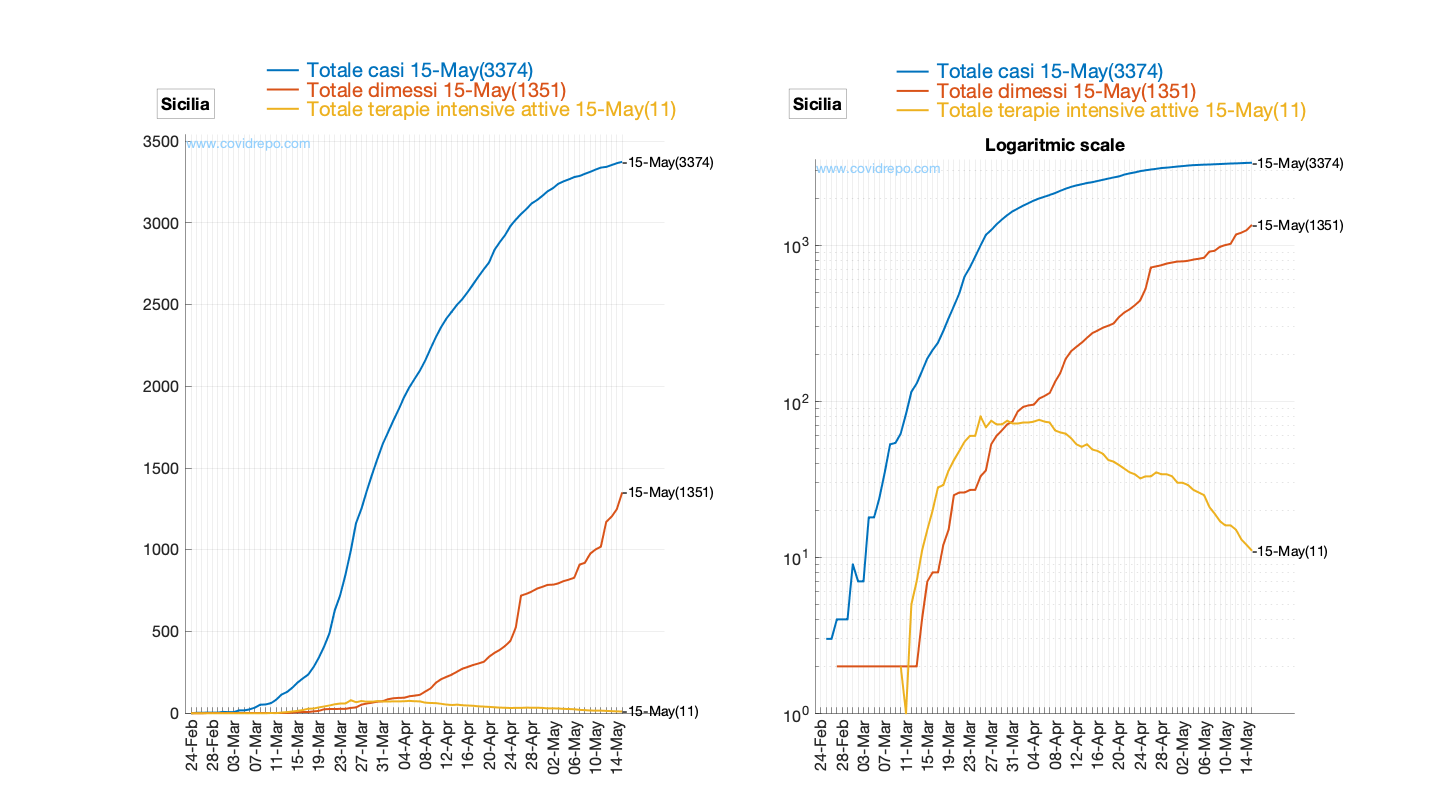 Totale casi 15-May(3374)
Totale dimessi 15-May(1351)
Totale terapie intensive attive 15-May(11)
Sicilia
www.covidrepo.com
3500
3000
2500
2000
1500
1000
500
0
15-May(3374)
15-May(1351)
15-May(11)
24-Feb
28-Feb
03-Mar
07-Mar
11-Mar
15-Mar
19-Mar
23-Mar
27-Mar
31-Mar
04-Apr
08-Apr
12-Apr
16-Apr
20-Apr
24-Apr
28-Apr
02-May
06-May
10-May
14-May
Totale casi 15-May(3374)
Totale dimessi 15-May(1351)
Totale terapie intensive attive 15-May(11)
Sicilia
Logaritmic scale
www.covidrepo.com
10³
10²
10¹
10⁰
15-May(3374)
15-May(1351)
15-May(11)
24-Feb
28-Feb
03-Mar
07-Mar
11-Mar
15-Mar
19-Mar
23-Mar
27-Mar
31-Mar
04-Apr
08-Apr
12-Apr
16-Apr
20-Apr
24-Apr
28-Apr
02-May
06-May
10-May
14-May